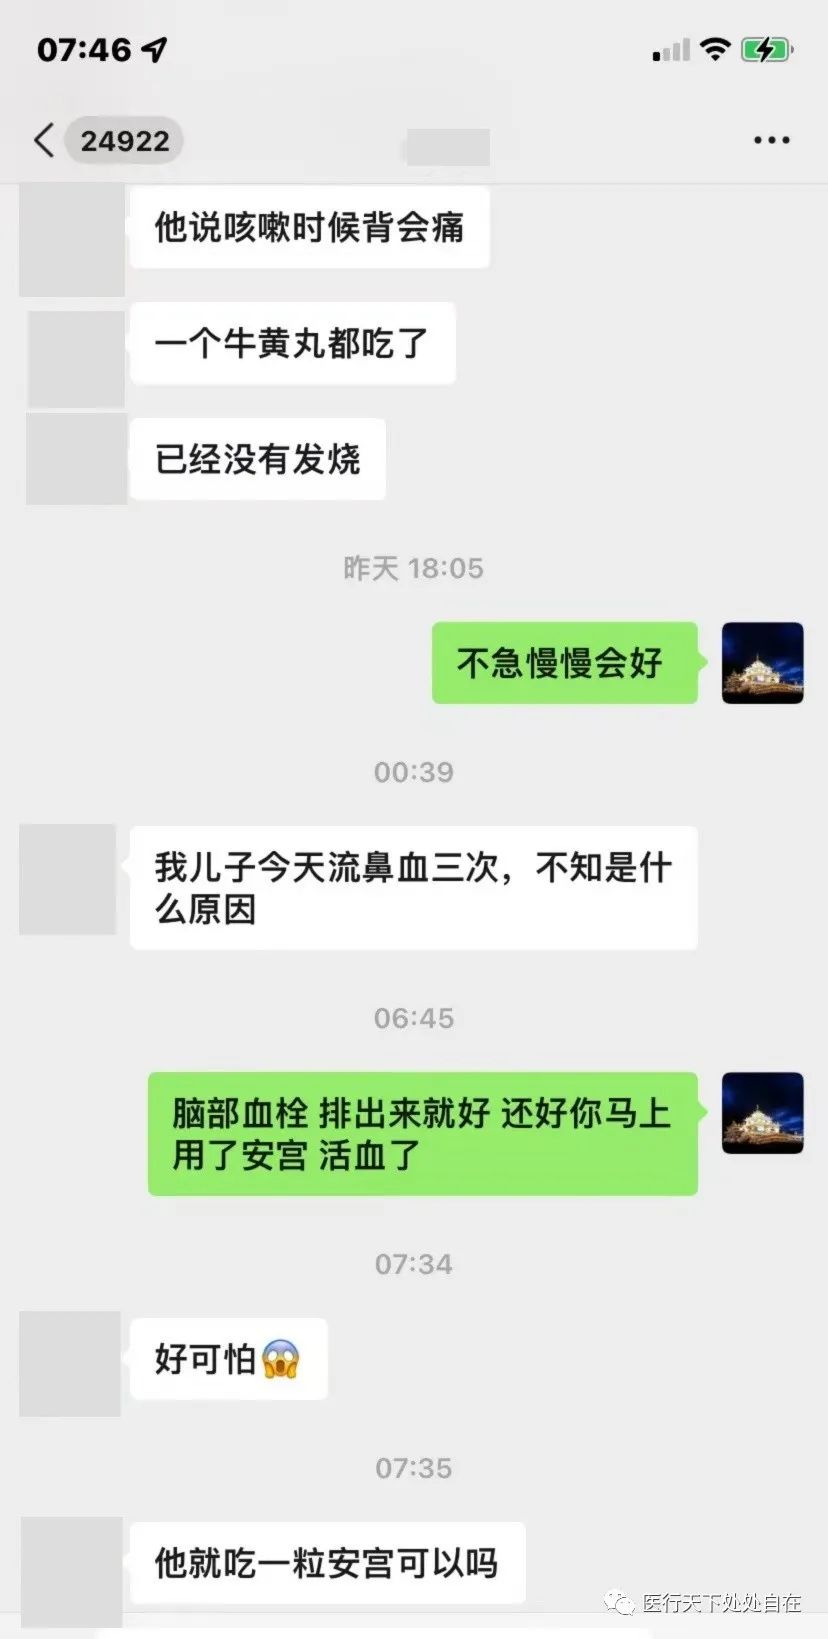 07:46
24922
他说咳嗽时候背会痛
一个牛黄丸都吃了
已经没有发烧
昨天 18:05
不急慢慢会好
00:39
我儿子今天流鼻血三次，不知是什
么原因
06:45
脑部血栓 排出来就好 还好你马上
用了安宫 活血了
07:34
好可怕😱
07:35
他就吃一粒安宫可以吗
医行天下处处自在